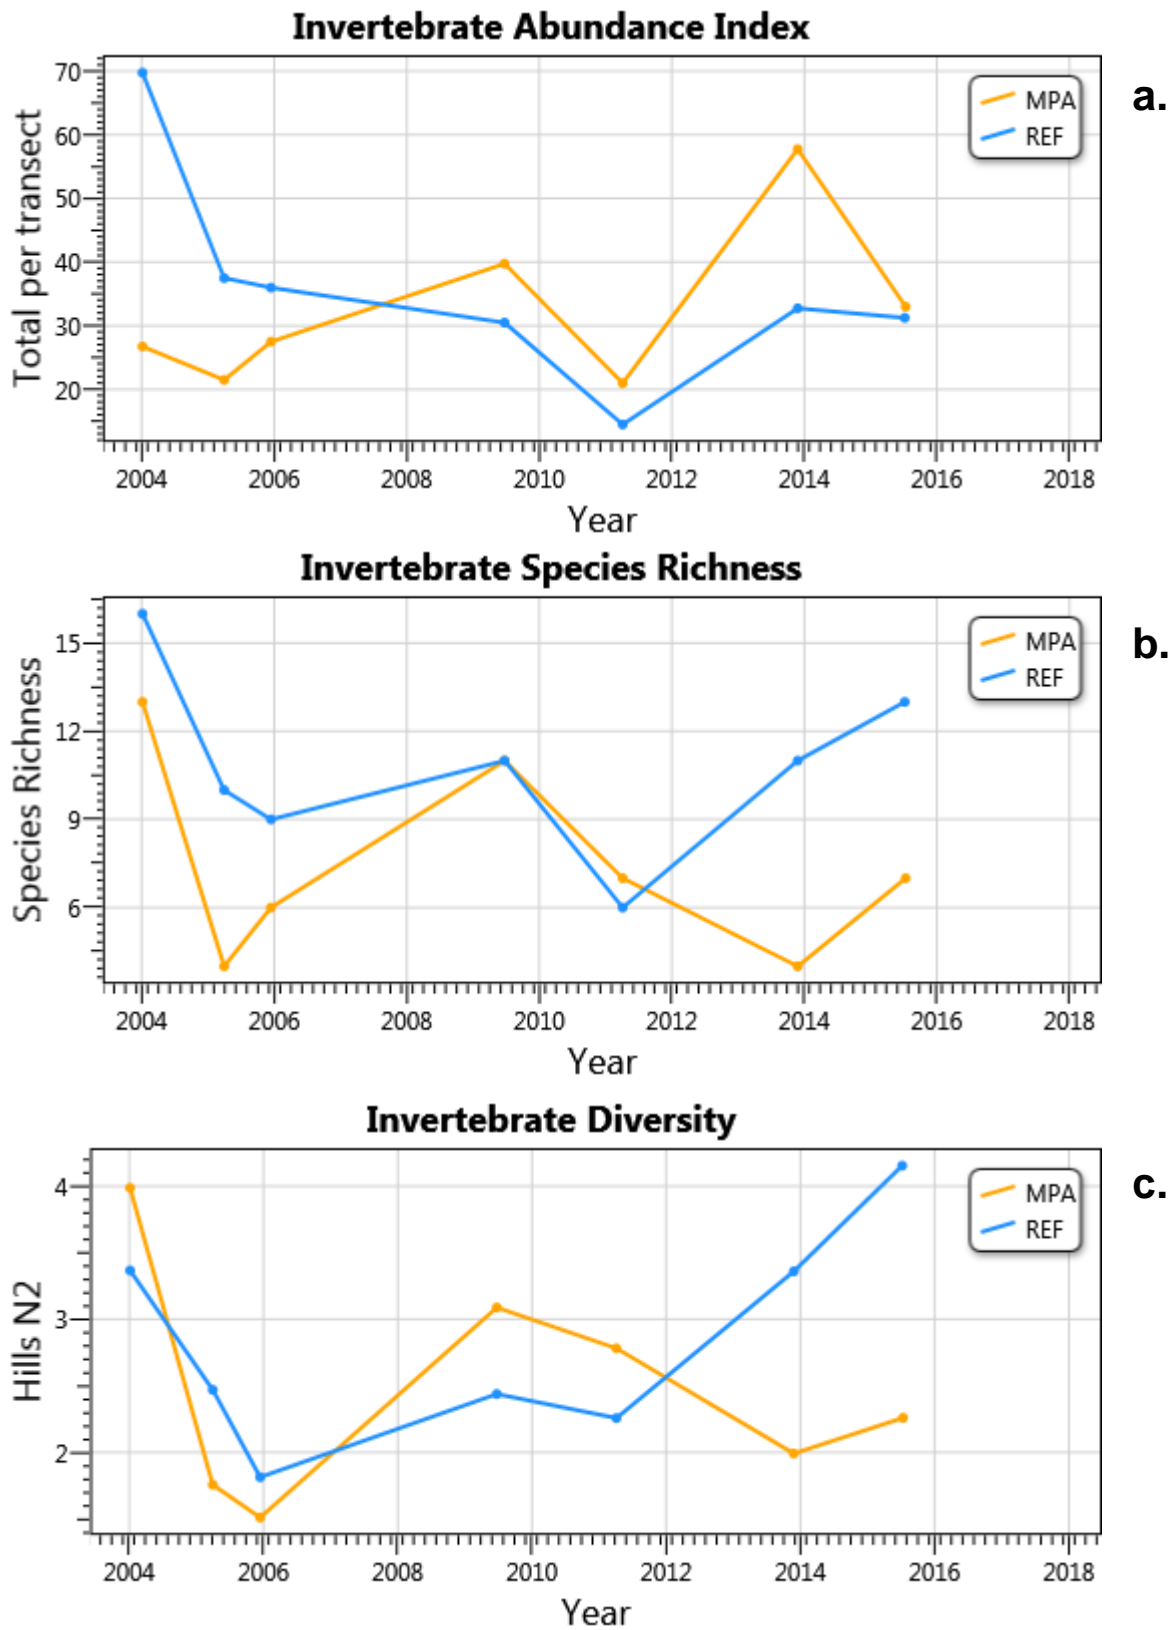 Invertebrate Abundance Index
a.
Total per transect
70
60
50
40
30
20
MPA
REF
2004 2006 2008 2010 2012 2014 2016 2018
Year
Invertebrate Species Richness
b.
Species Richness
15
12
9
6
MPA
REF
2004 2006 2008 2010 2012 2014 2016 2018
Year
Invertebrate Diversity
c.
Hills N2
4
3
2
MPA
REF
2004 2006 2008 2010 2012 2014 2016 2018
Year